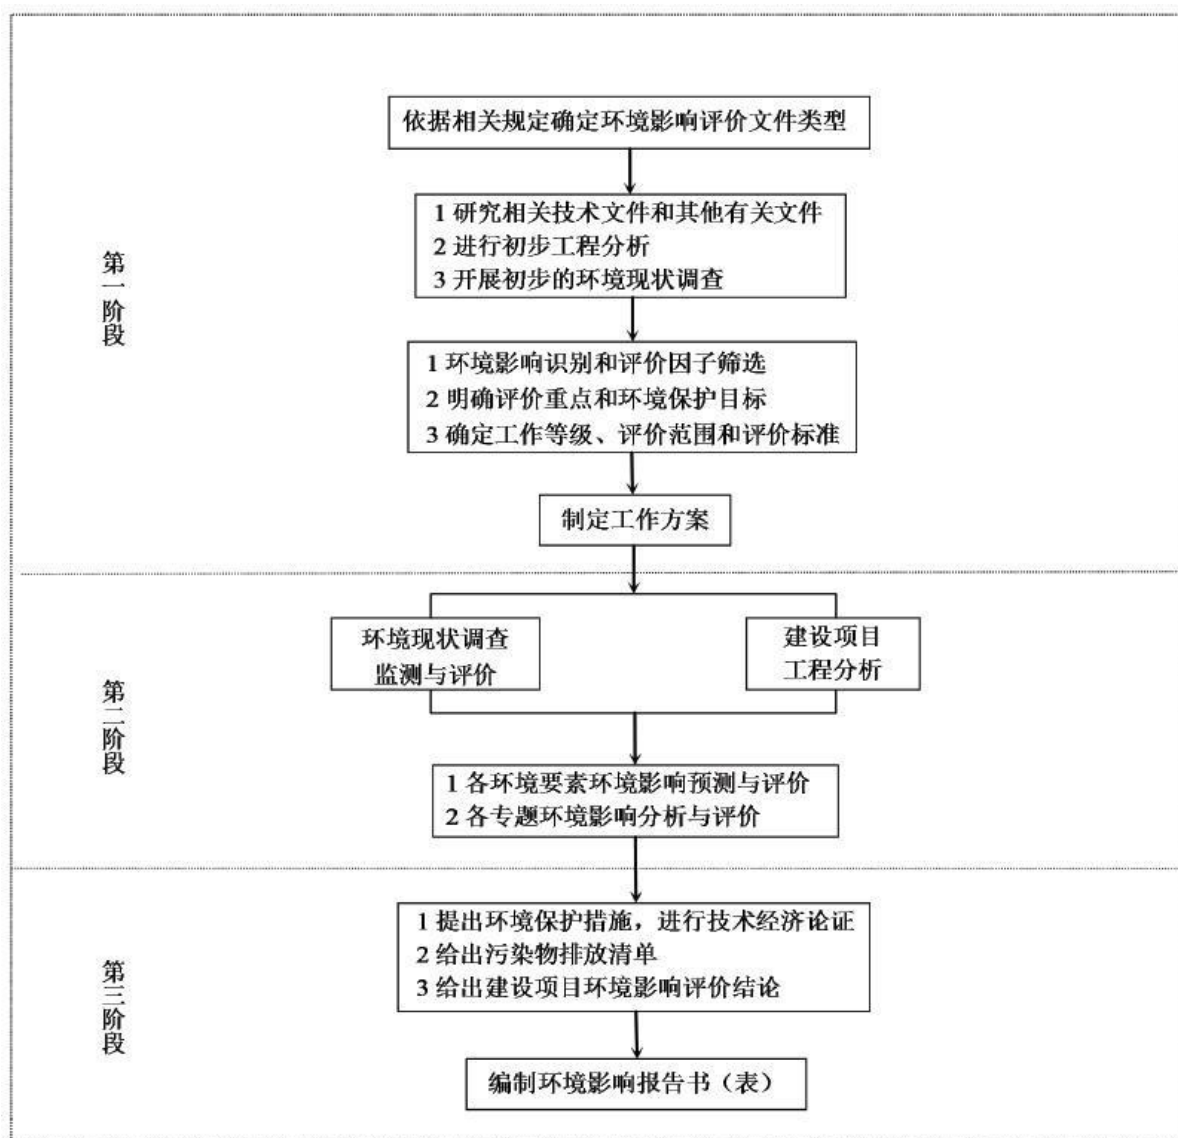 依据相关规定确定环境影响评价文件类型
第一阶段
1 研究相关技术文件和其他有关文件
2 进行初步工程分析
3 开展初步的环境现状调查
1 环境影响识别和评价因子筛选
2 明确评价重点和环境保护目标
3 确定工作等级、评价范围和评价标准
制定工作方案
第二阶段
环境现状调查
监测与评价
建设项目
工程分析
1 各环境要素环境影响预测与评价
2 各专题环境影响分析与评价
第三阶段
1 提出环境保护措施，进行技术经济论证
2 给出污染物排放清单
3 给出建设项目环境影响评价结论
编制环境影响报告书（表）